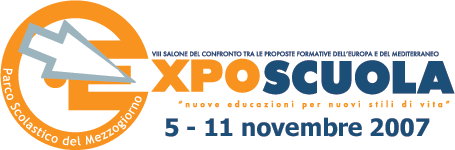 VIII SALONE DEL CONFRONTO TRA LE PROPOSTE FORMATIVE DELL'EUROPA E DEL MEDITERRANEO
EXPOSCUOLA
"nuove educazioni per nuovi stili di vita"
5 - 11 novembre 2007
Parco Scolastico del Mezzogiorno